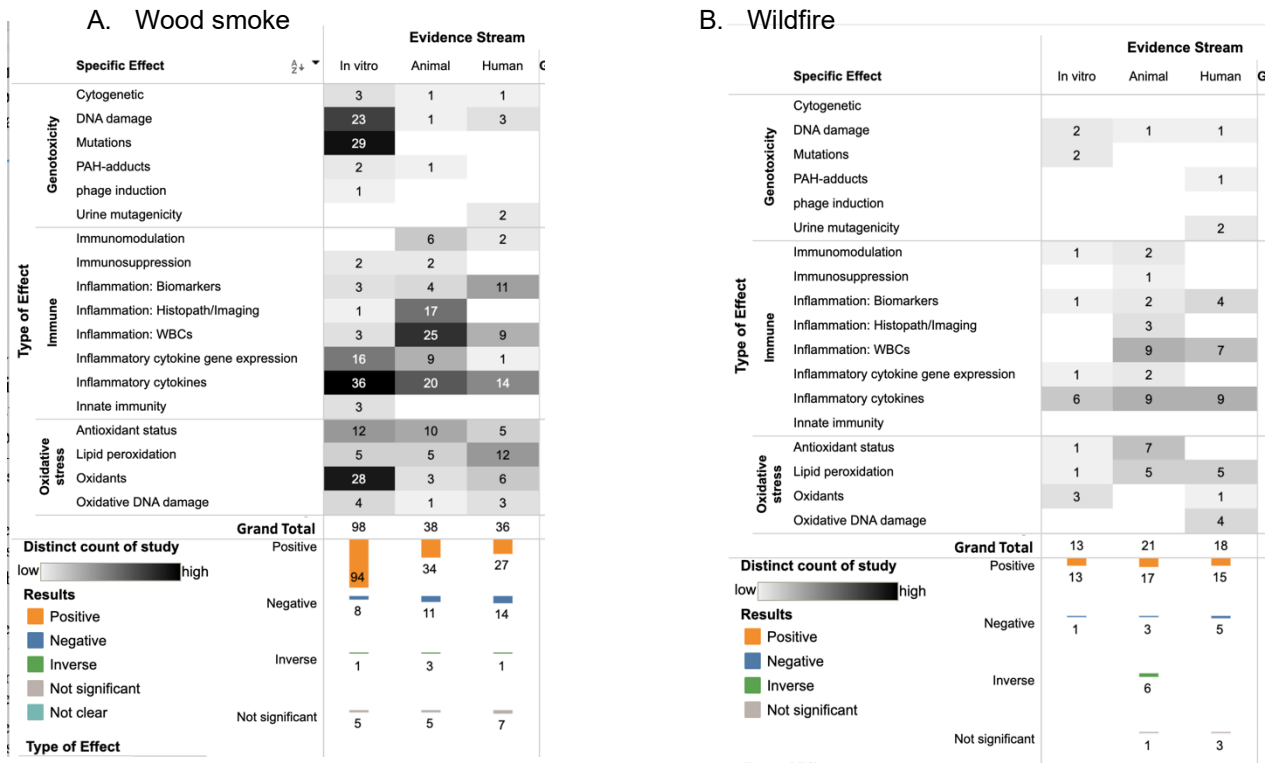 A. Wood smoke
Evidence Stream
Specific Effect In vitro Animal Human G
Type of Effect
Genotoxicity
Cytogenetic 3 1 1
DNA damage 23 1 3
Mutations 29
PAH-adducts 2 1
phage induction 1
Urine mutagenicity 2
Immune
Immunomodulation 6 2
Immunosuppression 2 2
Inflammation: Biomarkers 3 4 11
Inflammation: Histopath/Imaging 1 17
Inflammation: WBCs 3 25 9
Inflammatory cytokine gene expression 16 9 1
Inflammatory cytokines 36 20 14
Innate immunity 3
Oxidative stress
Antioxidant status 12 10 5
Lipid peroxidation 5 5 12
Oxidants 28 3 6
Oxidative DNA damage 4 1 3
Grand Total 98 38 36
Positive 94 34 27
Negative 8 11 14
Inverse 1 3 1
Not significant 5 5 7
Distinct count of study
low high
Results
Positive
Negative
Inverse
Not significant
Not clear
Type of Effect
B. Wildfire
Evidence Stream
Specific Effect In vitro Animal Human G
Type of Effect
Genotoxicity
Cytogenetic
DNA damage 2 1 1
Mutations 2
PAH-adducts 1
phage induction
Urine mutagenicity 2
Immune
Immunomodulation 1 2
Immunosuppression 1
Inflammation: Biomarkers 1 2 4
Inflammation: Histopath/Imaging 3
Inflammation: WBCs 9 7
Inflammatory cytokine gene expression 1 2
Inflammatory cytokines 6 9 9
Innate immunity
Oxidative stress
Antioxidant status 1 7
Lipid peroxidation 1 5 5
Oxidants 3 1
Oxidative DNA damage 4
Grand Total 13 21 18
Positive 13 17 15
Negative 1 3 5
Inverse 6
Not significant 1 3
Distinct count of study
low high
Results
Positive
Negative
Inverse
Not significant